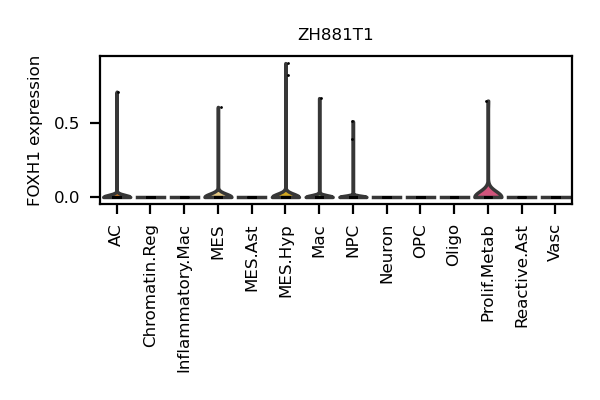 ZH881T1
FOXH1 expression
0.5
0.0
AC
Chromatin.Reg
Inflammatory.Mac
MES
MES.Ast
MES.Hyp
Mac
NPC
Neuron
OPC
Oligo
Prolif.Metab
Reactive.Ast
Vasc